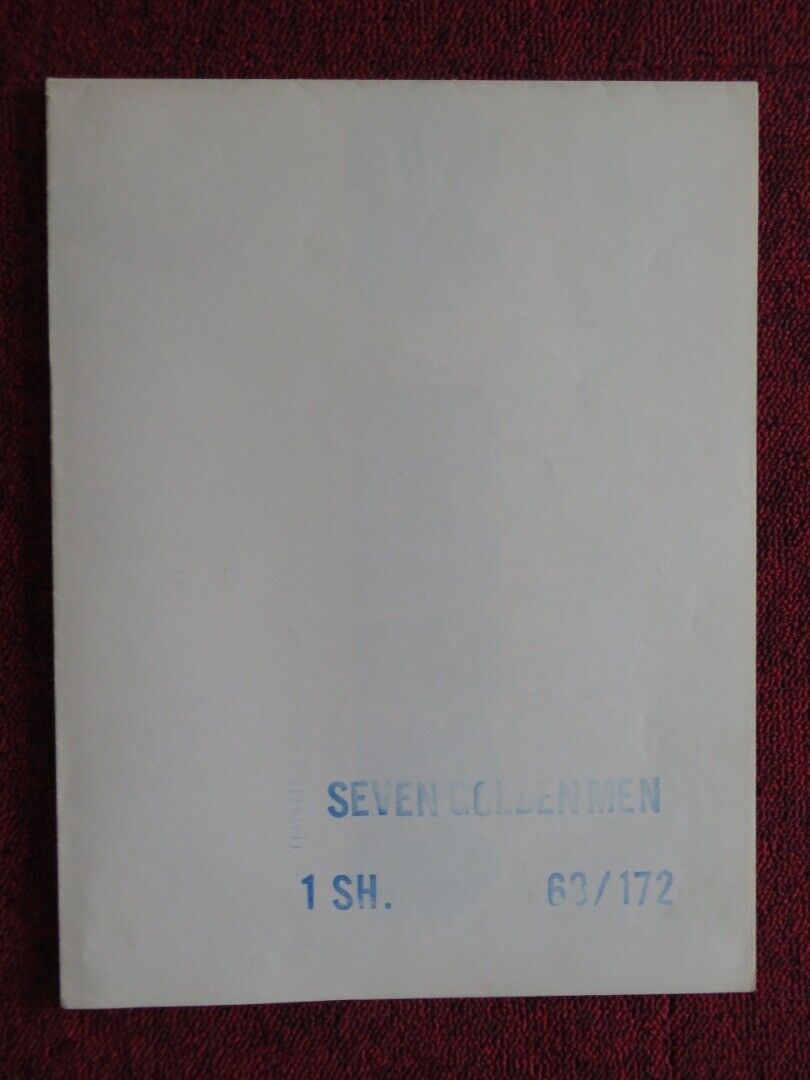 SEVEN GOLDEN MEN
1 SH. 63/172